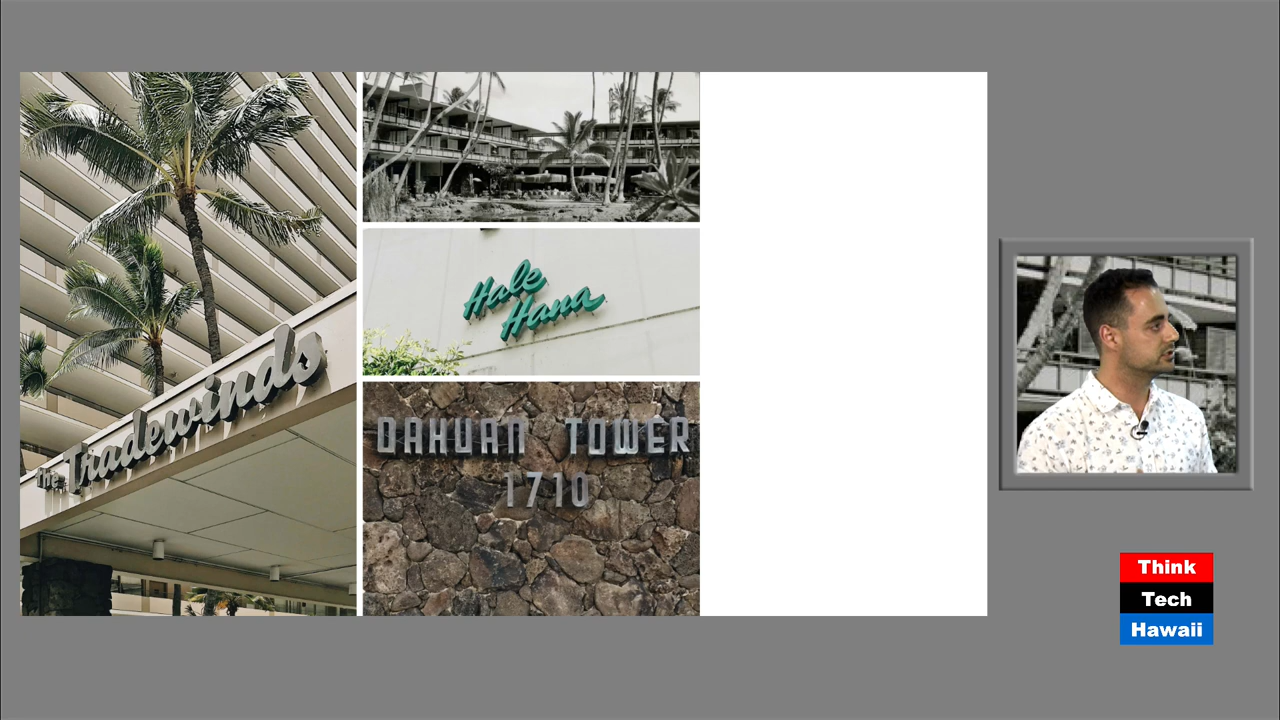 the Tradewinds
Hale
Hana
OAHUAN TOWER
1710
Think
Tech
Hawaii